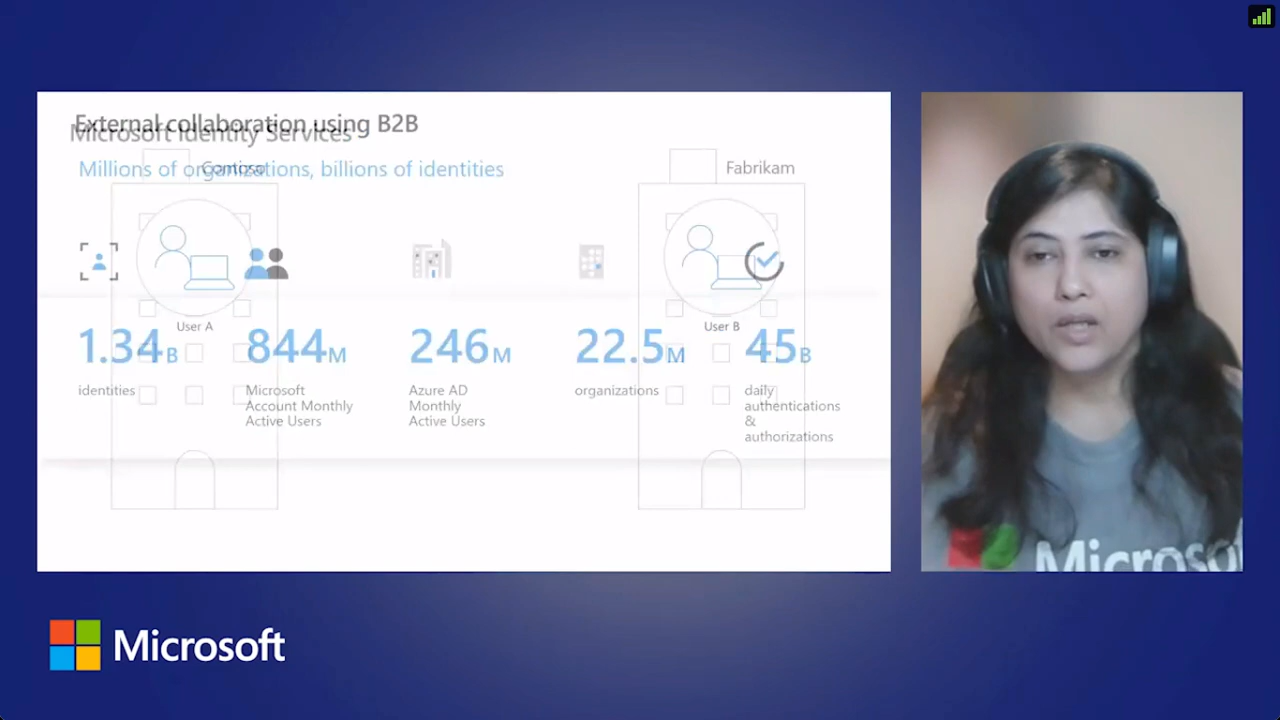 External collaboration using B2B
Microsoft Identity Services
Millions of organizations, billions of identities
Contoso
Fabrikam
User A
User B
1.34B
844M
246M
22.5M
45B
identities
Microsoft
Account Monthly
Active Users
Azure AD
Monthly
Active Users
organizations
daily
authentications
&
authorizations
Microso
Microsoft